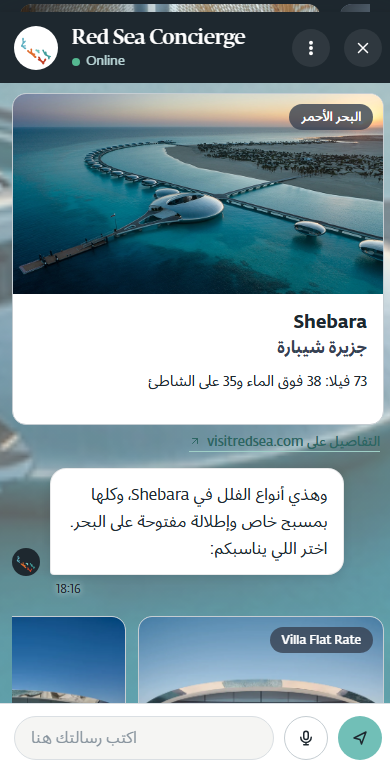 Red Sea Concierge
Online
البحر الأحمر
Shebara
جزيرة شيبارة
73 فيلا: 38 فوق الماء و35 على الشاطئ
التفاصيل على visitredsea.com
وهذي أنواع الفلل في Shebara، وكلها
بمسبح خاص وإطلالة مفتوحة على البحر.
اختر اللي يناسبكم:
18:16
Villa Flat Rate
اكتب رسالتك هنا